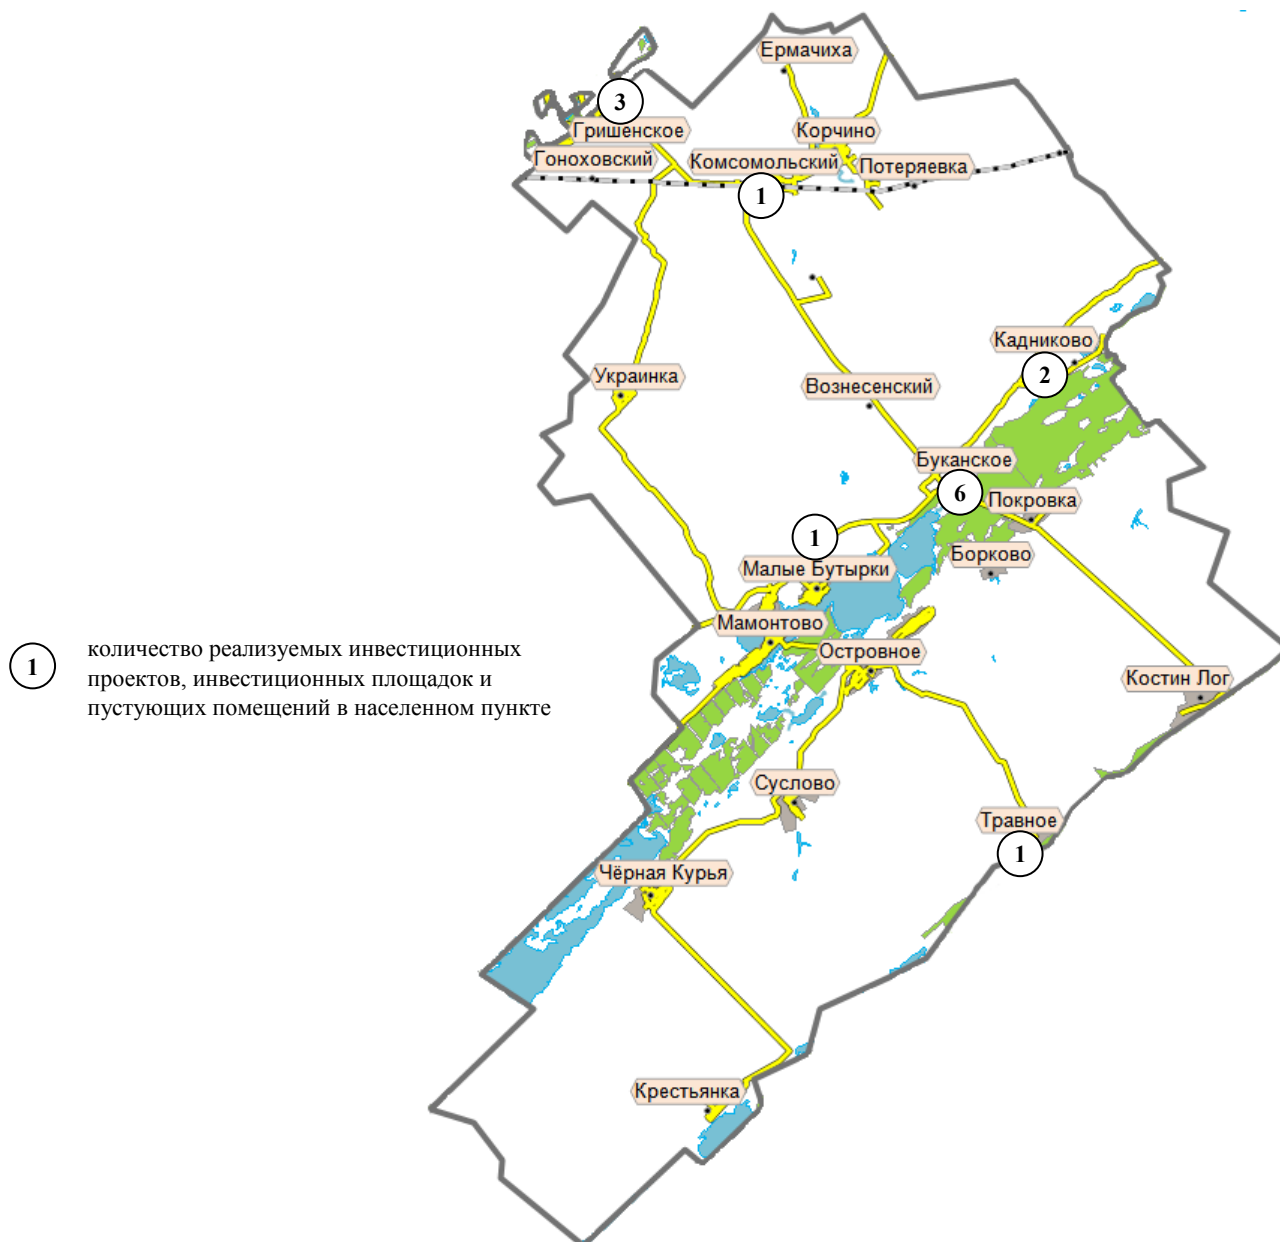 Ермачиха
3
Гришенское
Корчино
Гоноховский
Комсомольский
Потеряевка
1
Кадниково
2
Украинка
Вознесенский
Буканское
6
Покровка
1
Борково
Малые Бутырки
Мамонтово
Островное
1
количество реализуемых инвестиционных
проектов, инвестиционных площадок и
пустующих помещений в населенном пункте
Костин Лог
Суслово
Травное
1
Чёрная Курья
Крестьянка